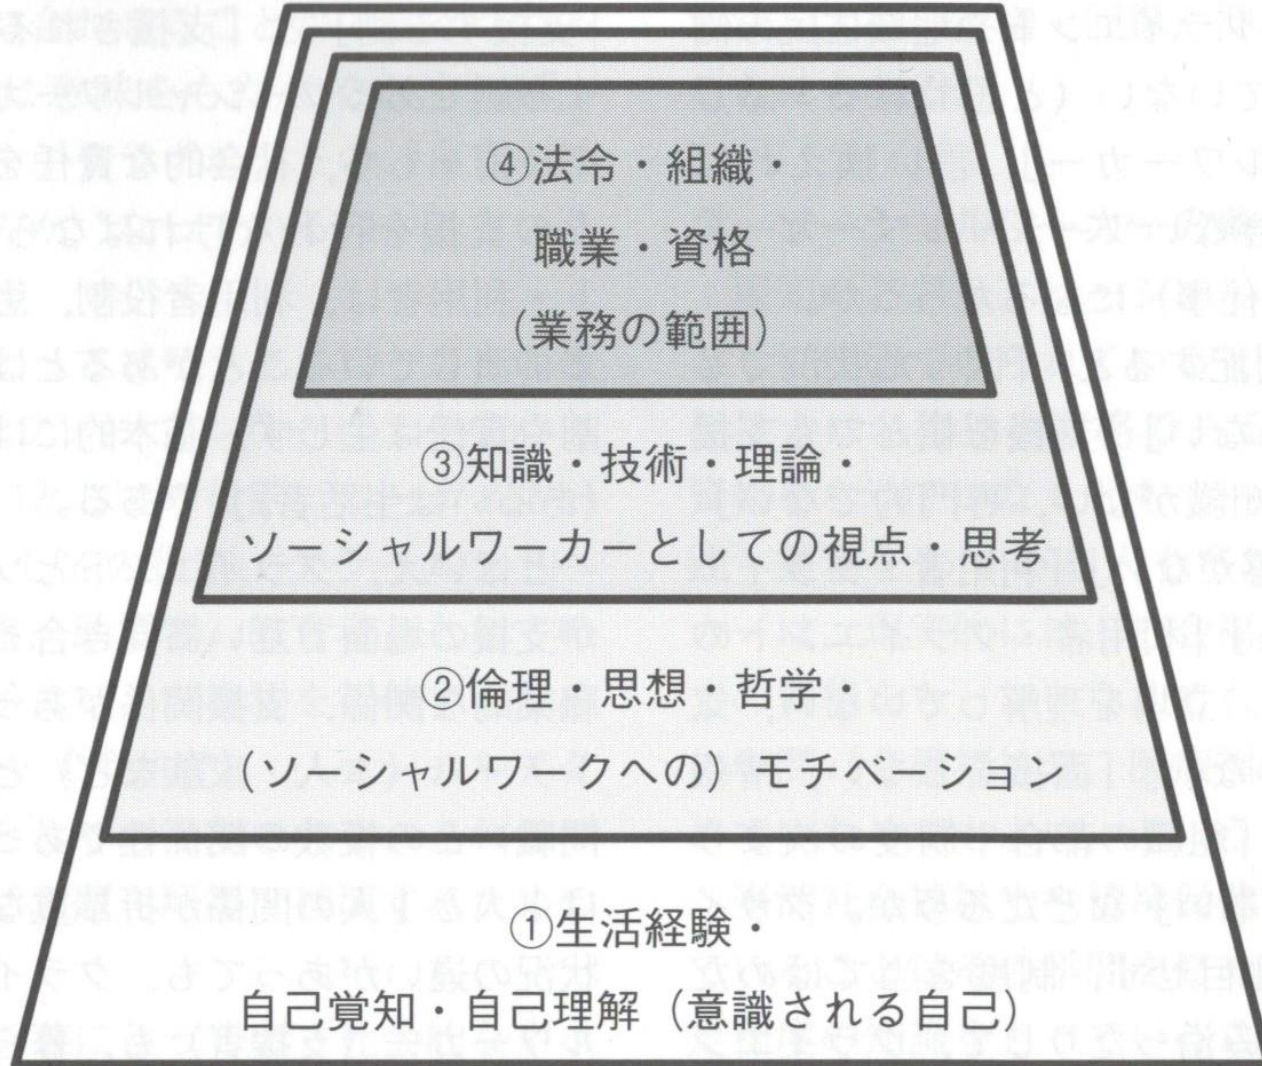 ④法令・組織・
職業・資格
（業務の範囲）
③知識・技術・理論・
ソーシャルワーカーとしての視点・思考
②倫理・思想・哲学・
（ソーシャルワークへの）モチベーション
①生活経験・
自己覚知・自己理解（意識される自己）